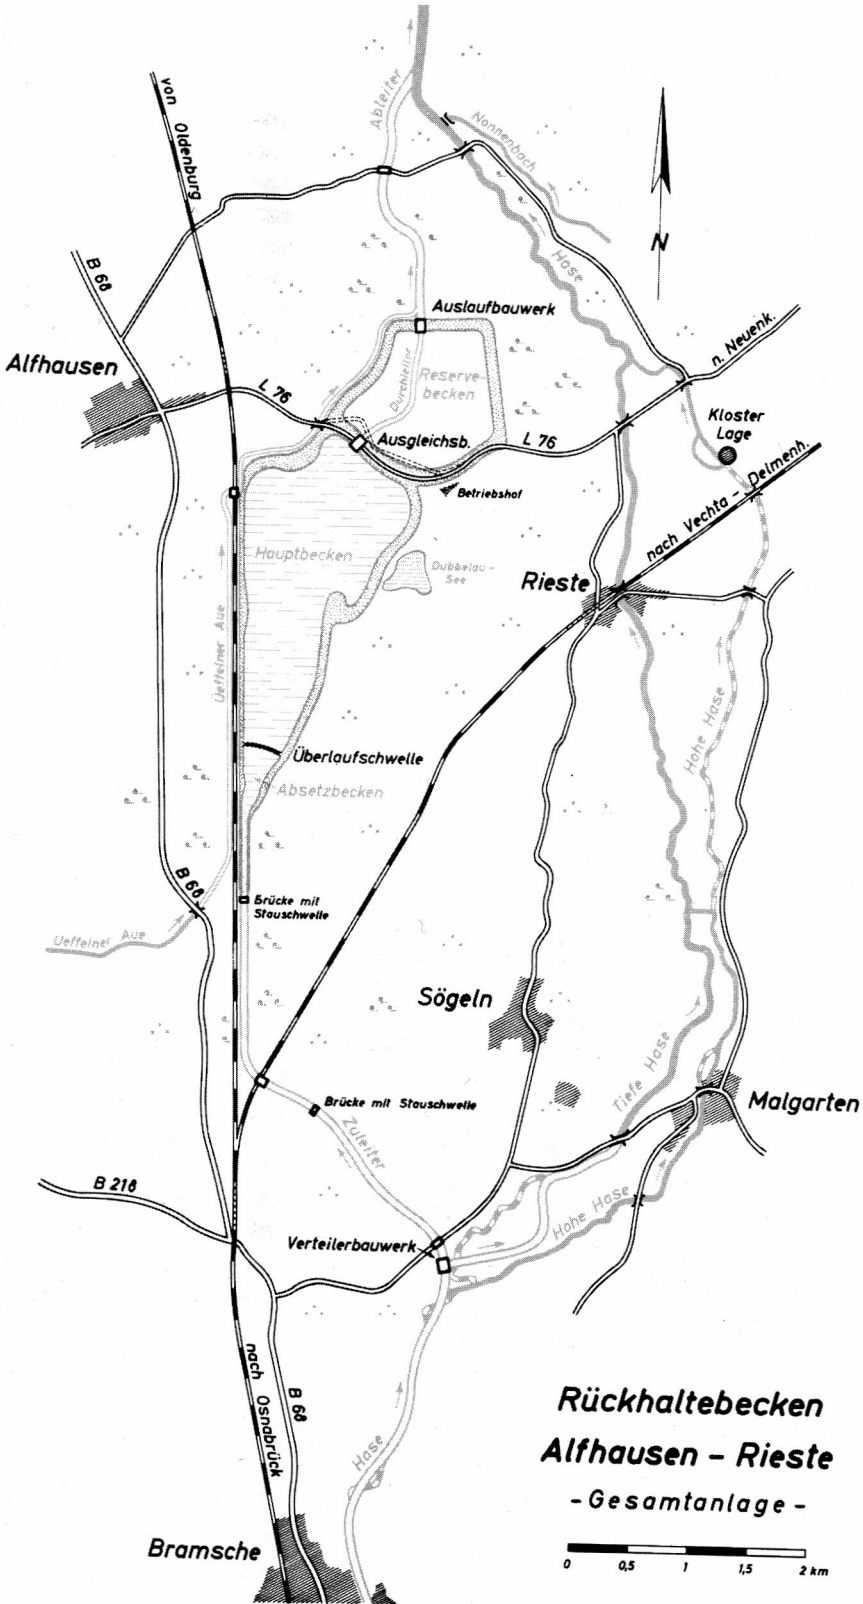 Ableiter
von Oldenburg
Nonnenbach
N
B 68
Hase
Auslaufbauwerk
n. Neuenk.
Alfhausen
L 76
Durchleiter
Reserve-
becken
Kloster
Lage
Ausgleichsb.
L 76
nach Vechta - Delmenh.
Betriebshof
Hauptbecken
Dubbelau-
See
Rieste
Ueffelner Aue
Hohe Hase
Überlaufschwelle
Absetzbecken
B 68
Brücke mit
Stauschwelle
Ueffelner Aue
Sögeln
Tiefe Hase
Brücke mit Stauschwelle
Malgarten
Zuleiter
B 218
Hohe Hase
Verteilerbauwerk
nach Osnabrück
B 68
Hase
Rückhaltebecken
Alfhausen - Rieste
- Gesamtanlage -
Bramsche
0 0,5 1 1,5 2 km